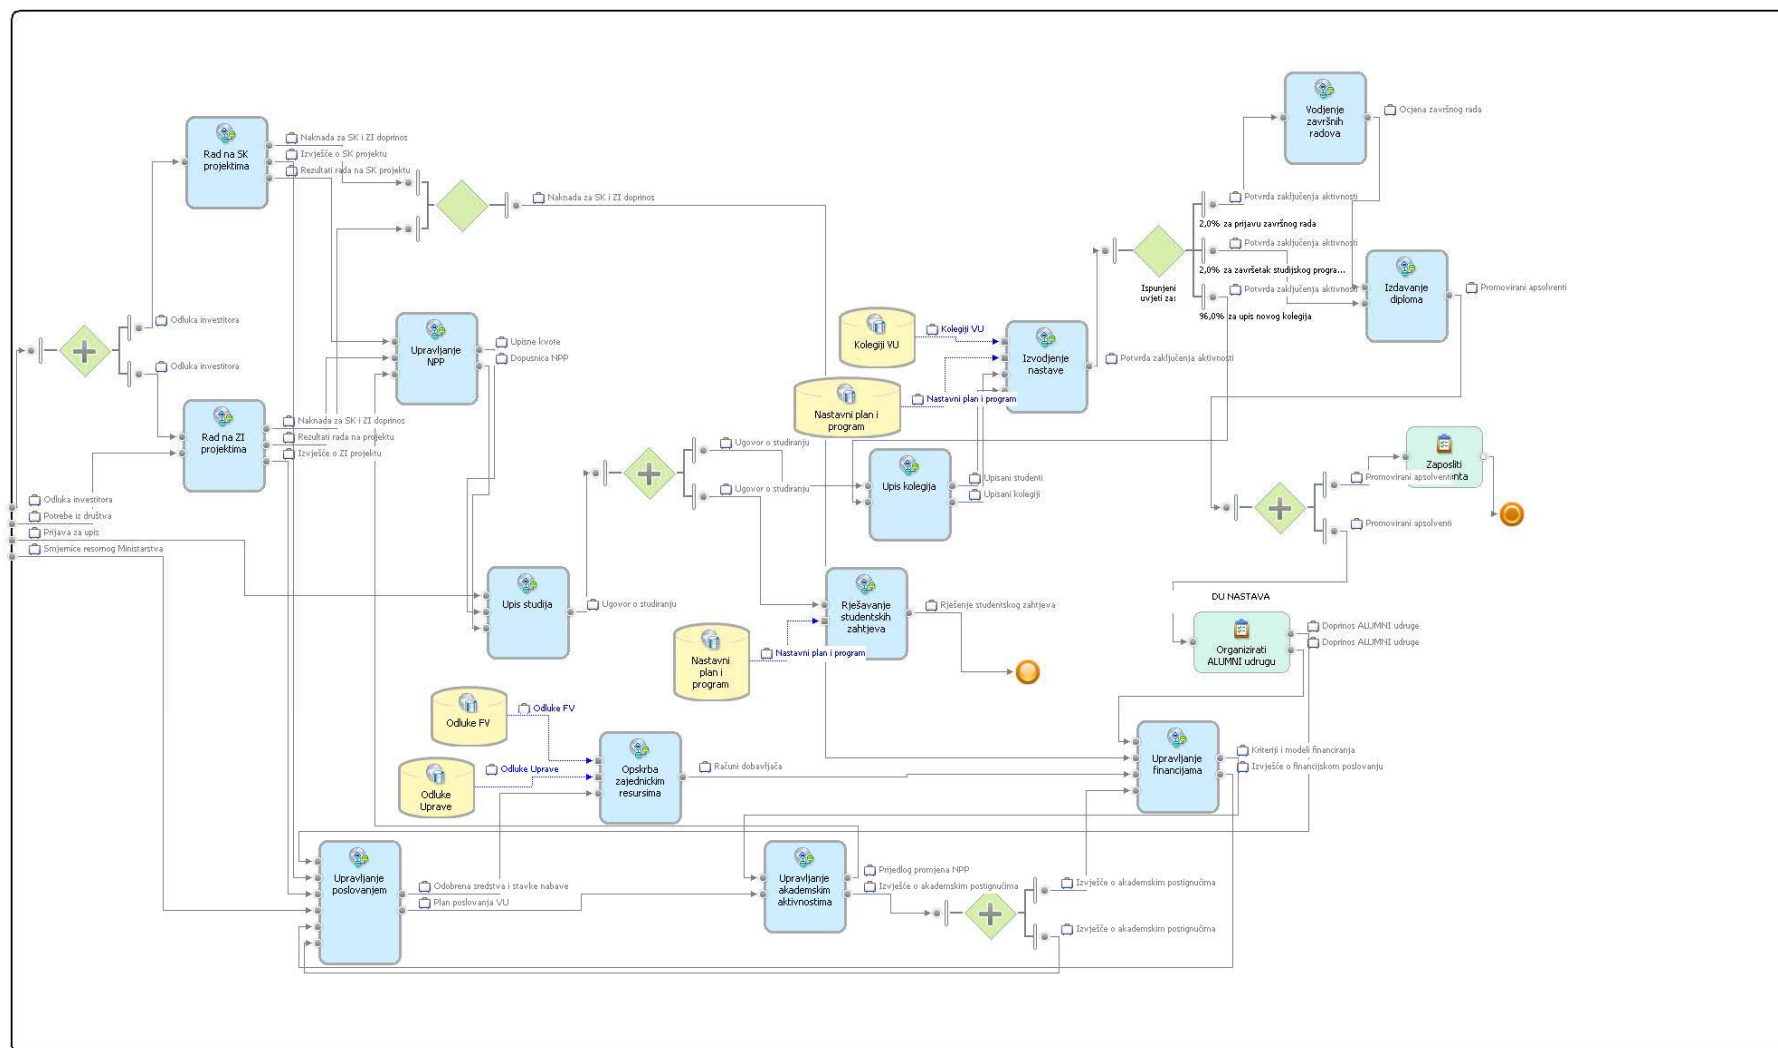 Vodjenje
završnih
radova
Ocjena završnog rada
Rad na SK
projektima
Naknada za SK i ZI doprinos
Izvješće o SK projektu
Rezultati rada na SK projektu
Naknada za SK i ZI doprinos
Potvrda zaključenja aktivnosti
2,0% za prijavu završnog rada
Potvrda zaključenja aktivnosti
2,0% za završetak studijskog progra...
Potvrda zaključenja aktivnosti
96,0% za upis novog kolegija
Ispunjeni
uvjeti za:
Izdavanje
diploma
Promovirani apsolventi
Odluka investitora
Odluka investitora
Upravljanje
NPP
Upisne kvote
Dopusnica NPP
Kolegiji VU
Kolegiji VU
Izvodjenje
nastave
Potvrda zaključenja aktivnosti
Nastavni plan i
program
Nastavni plan i program
Rad na ZI
projektima
Naknada za SK i ZI doprinos
Rezultati rada na projektu
Izvješće o ZI projektu
Ugovor o studiranju
Ugovor o studiranju
Upis kolegija
Upisani studenti
Upisani kolegiji
Zaposliti
nta
Promovirani apsolventi
Promovirani apsolventi
Odluka investitora
Potrebe iz društva
Prijava za upis
Smjernice resornog Ministarstva
Upis studija
Ugovor o studiranju
Rješavanje
studentskih
zahtjeva
Rješenje studentskog zahtjeva
Nastavni
plan i
program
Nastavni plan i program
DU NASTAVA
Organizirati
ALUMNI udrugu
Doprinos ALUMNI udruge
Doprinos ALUMNI udruge
Odluke FV
Odluke FV
Odluke
Uprave
Odluke Uprave
Opskrba
zajednickim
resursima
Računi dobavljača
Upravljanje
financijama
Kriteriji i modeli financiranja
Izvješće o financijskom poslovanju
Upravljanje
poslovanjem
Odobrena sredstva i stavke nabave
Plan poslovanja VU
Upravljanje
akademskim
aktivnostima
Prijedlog promjena NPP
Izvješće o akademskim postignućima
Izvješće o akademskim postignućima
Izvješće o akademskim postignućima